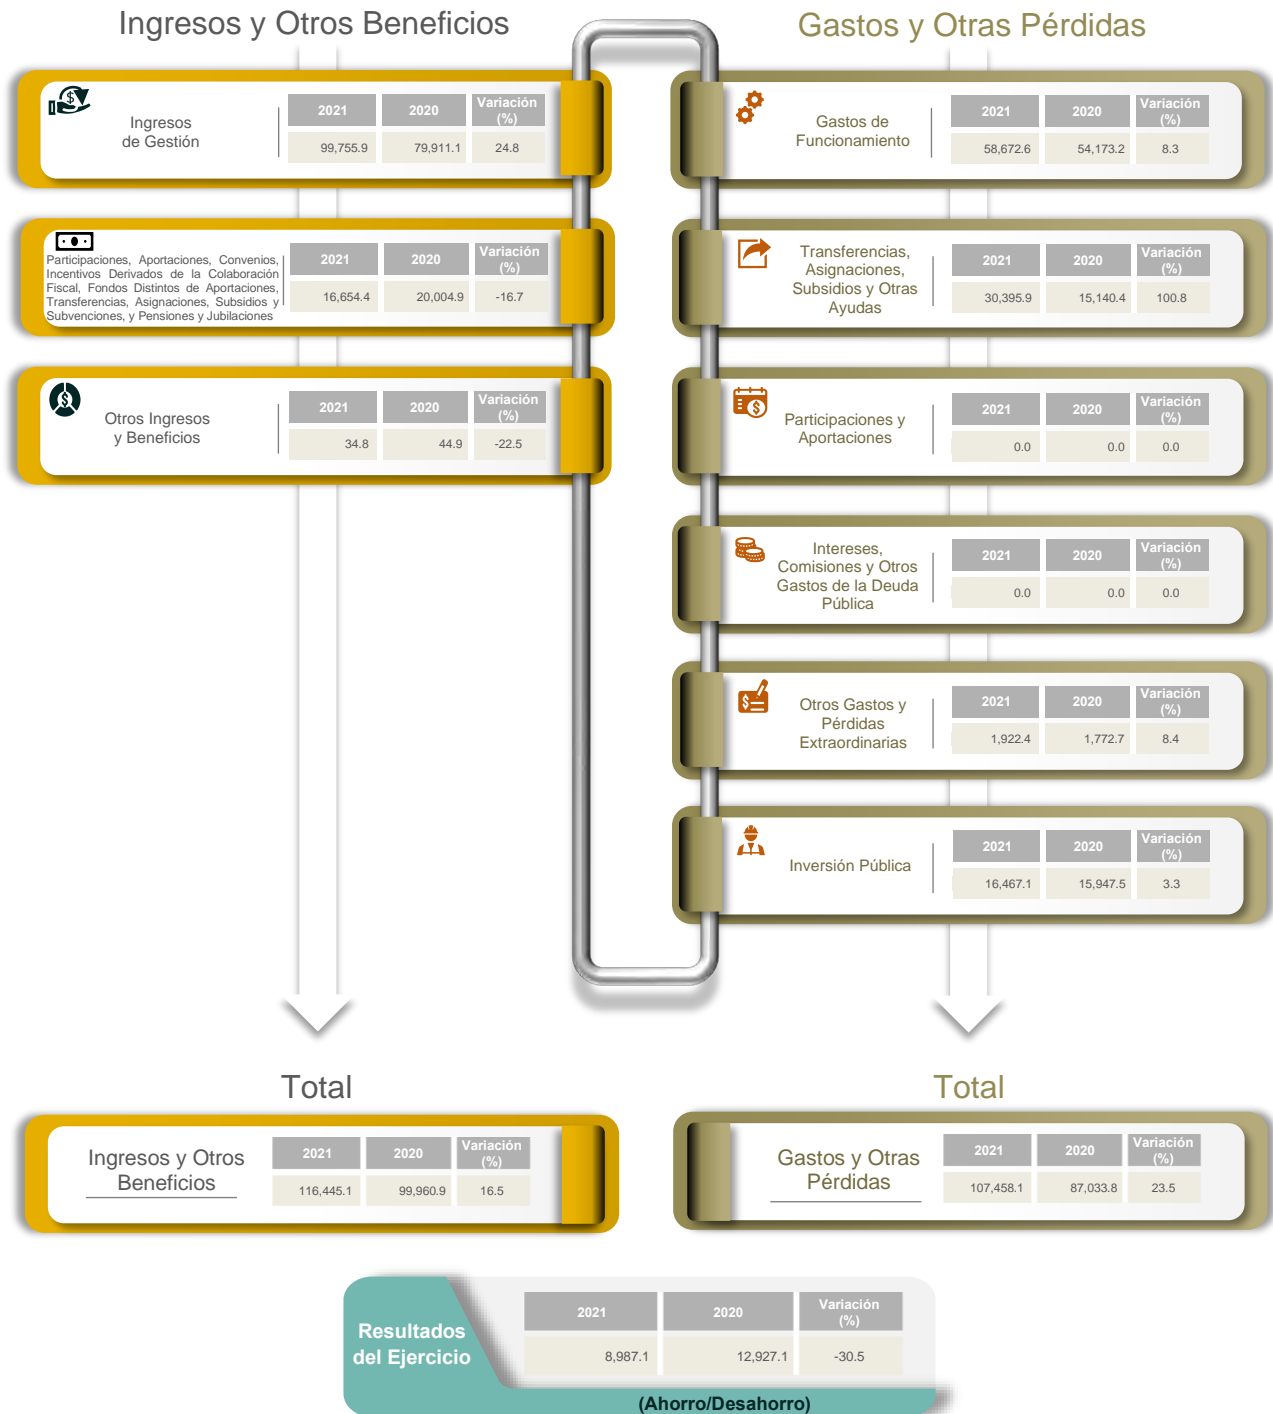 Ingresos y Otros Beneficios
Ingresos
de Gestión
2021 2020 Variación (%)
99,755.9 79,911.1 24.8
Participaciones, Aportaciones, Convenios,
Incentivos Derivados de la Colaboración
Fiscal, Fondos Distintos de Aportaciones,
Transferencias, Asignaciones, Subsidios y
Subvenciones, y Pensiones y Jubilaciones
2021 2020 Variación (%)
16,654.4 20,004.9 -16.7
Otros Ingresos
y Beneficios
2021 2020 Variación (%)
34.8 44.9 -22.5
Gastos y Otras Pérdidas
Gastos de
Funcionamiento
2021 2020 Variación (%)
58,672.6 54,173.2 8.3
Transferencias,
Asignaciones,
Subsidios y Otras
Ayudas
2021 2020 Variación (%)
30,395.9 15,140.4 100.8
Participaciones y
Aportaciones
2021 2020 Variación (%)
0.0 0.0 0.0
Intereses,
Comisiones y Otros
Gastos de la Deuda
Pública
2021 2020 Variación (%)
0.0 0.0 0.0
Otros Gastos y
Pérdidas
Extraordinarias
2021 2020 Variación (%)
1,922.4 1,772.7 8.4
Inversión Pública
2021 2020 Variación (%)
16,467.1 15,947.5 3.3
Total
Ingresos y Otros
Beneficios
2021 2020 Variación (%)
116,445.1 99,960.9 16.5
Total
Gastos y Otras
Pérdidas
2021 2020 Variación (%)
107,458.1 87,033.8 23.5
Resultados
del Ejercicio
2021 2020 Variación (%)
8,987.1 12,927.1 -30.5
(Ahorro/Desahorro)